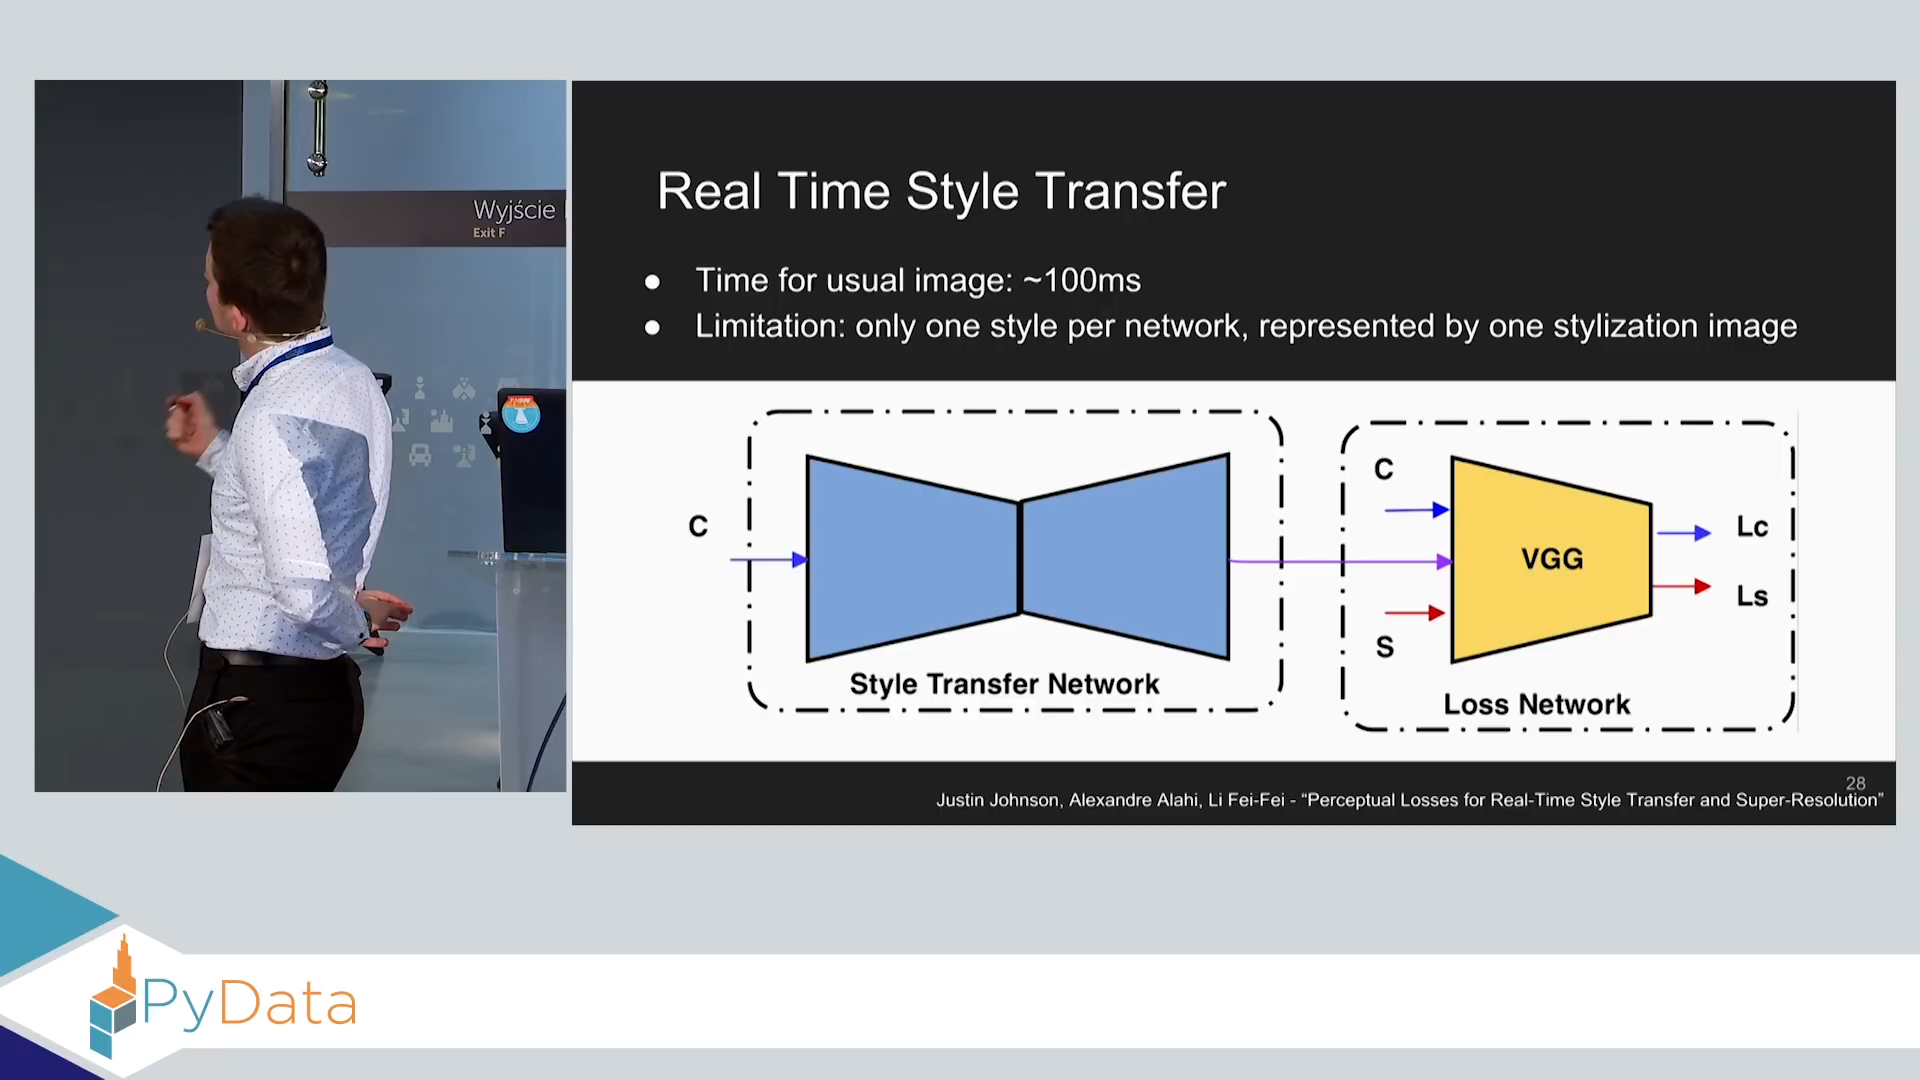 Wyjście
Exit F
Real Time Style Transfer
● Time for usual image: ~100ms
● Limitation: only one style per network, represented by one stylization image
C
Style Transfer Network
C
S
VGG
Lc
Ls
Loss Network
28
Justin Johnson, Alexandre Alahi, Li Fei-Fei - “Perceptual Losses for Real-Time Style Transfer and Super-Resolution”
PyData